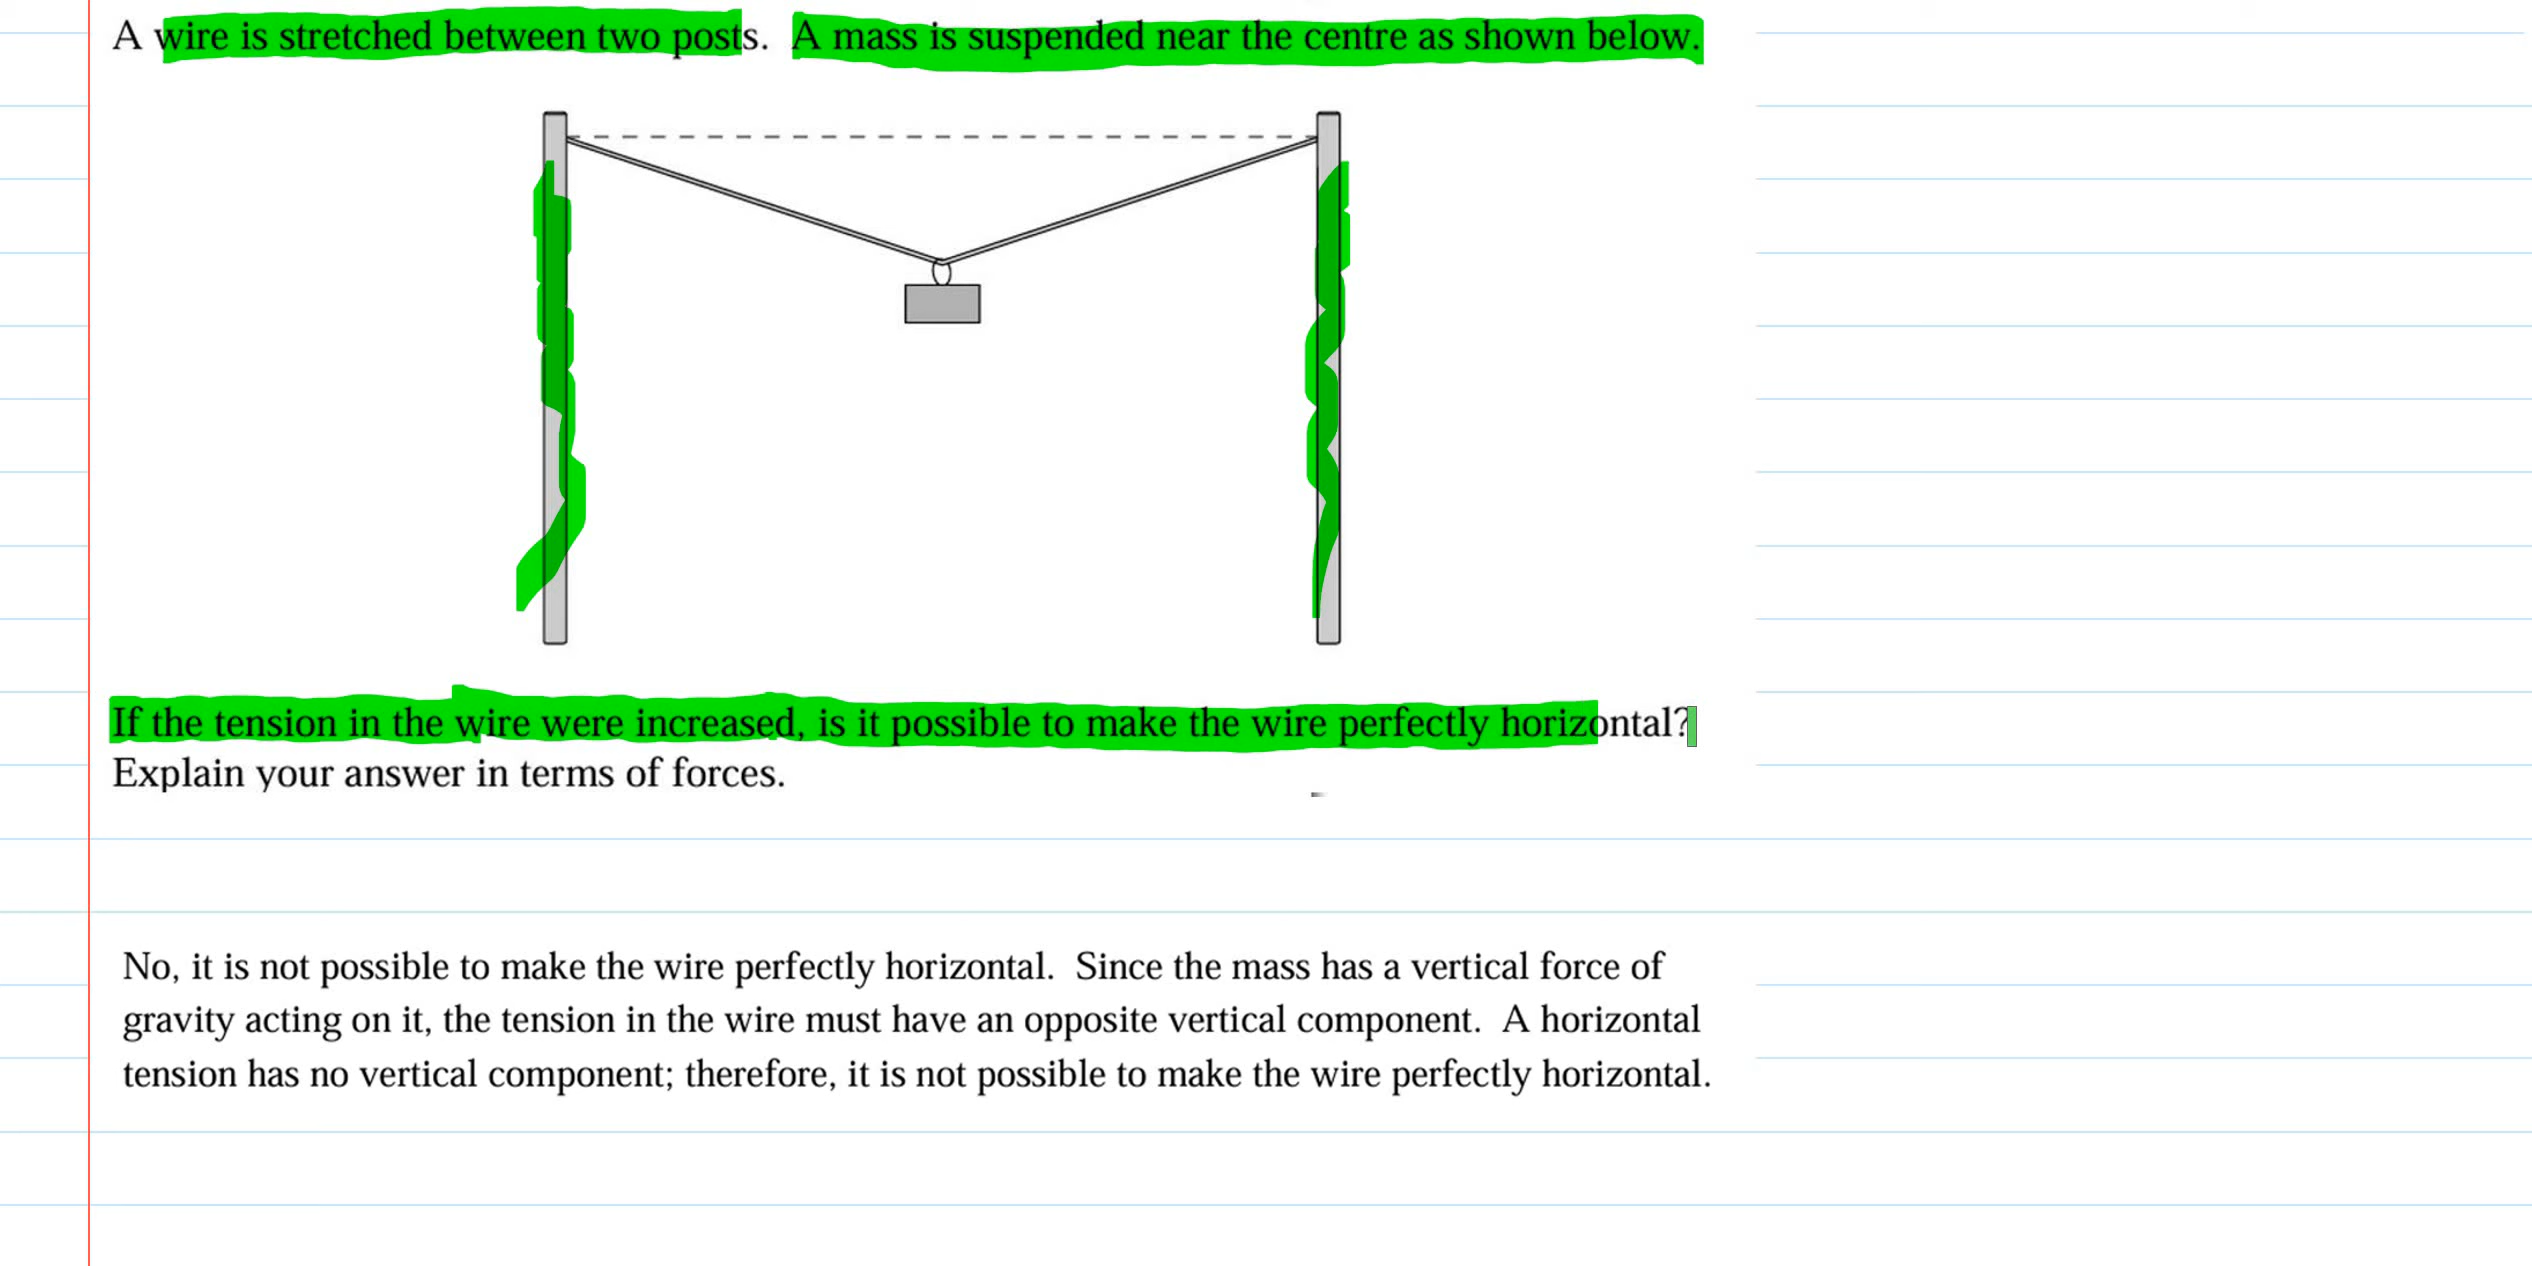 A wire is stretched between two posts. A mass is suspended near the centre as shown below.
If the tension in the wire were increased, is it possible to make the wire perfectly horizontal?
Explain your answer in terms of forces.
No, it is not possible to make the wire perfectly horizontal. Since the mass has a vertical force of
gravity acting on it, the tension in the wire must have an opposite vertical component. A horizontal
tension has no vertical component; therefore, it is not possible to make the wire perfectly horizontal.